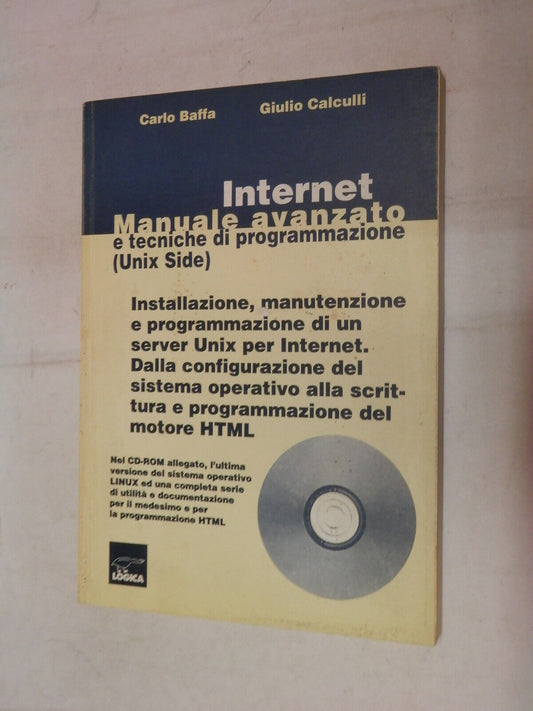 Carlo Baffa Giulio Calculli
Internet
Manuale avanzato
e tecniche di programmazione
(Unix Side)
Installazione, manutenzione
e programmazione di un
server Unix per Internet.
Dalla configurazione del
sistema operativo alla scrit-
tura e programmazione del
motore HTML
Nel CD-ROM allegato, l'ultima
versione del sistema operativo
LINUX ed una completa serie
di utilità e documentazione
per il medesimo e per
la programmazione HTML
LOGICA